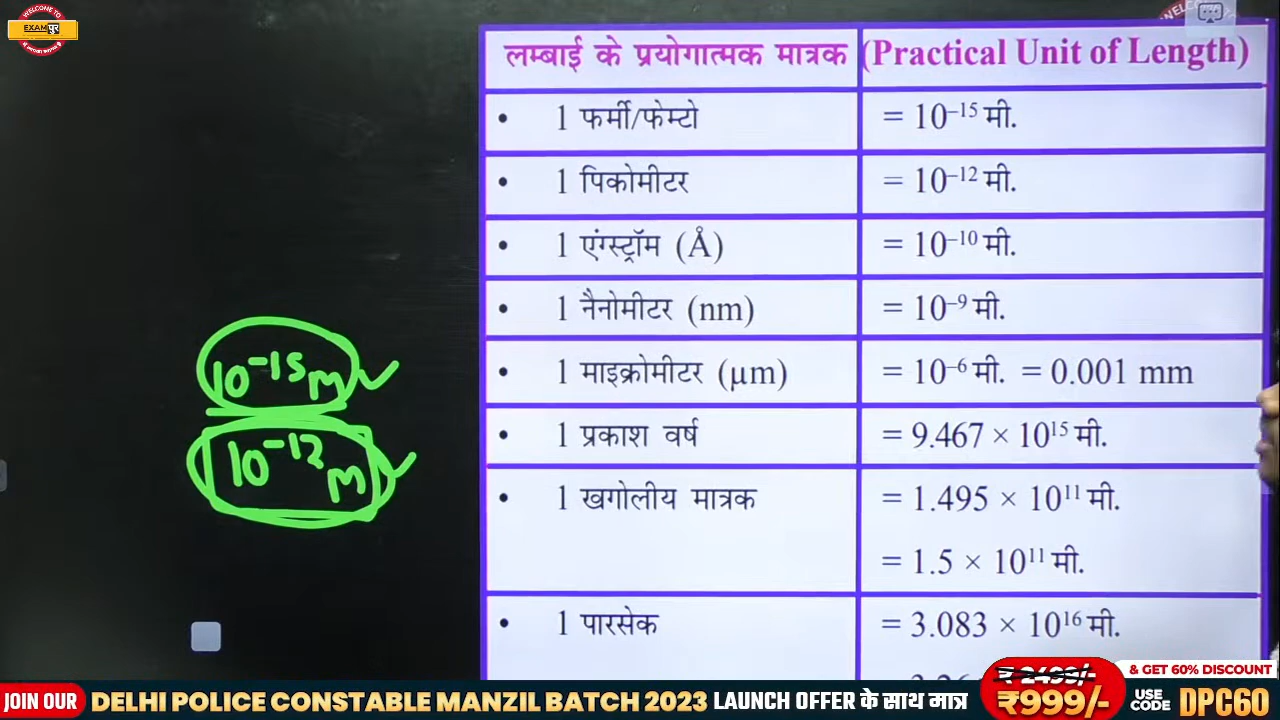 WELCOME TO
EXAM पुर
लम्बाई के प्रयोगात्मक मात्रक (Practical Unit of Length)
• 1 फर्मी/फेम्टो = 10⁻¹⁵ मी.
• 1 पिकोमीटर = 10⁻¹² मी.
• 1 एंग्स्ट्रॉम (Å) = 10⁻¹⁰ मी.
• 1 नैनोमीटर (nm) = 10⁻⁹ मी.
• 1 माइक्रोमीटर (µm) = 10⁻⁶ मी. = 0.001 mm
10⁻¹⁵ m
• 1 प्रकाश वर्ष = 9.467 × 10¹⁵ मी.
10⁻¹² m
• 1 खगोलीय मात्रक = 1.495 × 10¹¹ मी.
= 1.5 × 10¹¹ मी.
• 1 पारसेक = 3.083 × 10¹⁶ मी.
JOIN OUR DELHI POLICE CONSTABLE MANZIL BATCH 2023 LAUNCH OFFER के साथ मात्र
₹ 2499/-
₹999/-
& GET 60% DISCOUNT
USE CODE DPC60